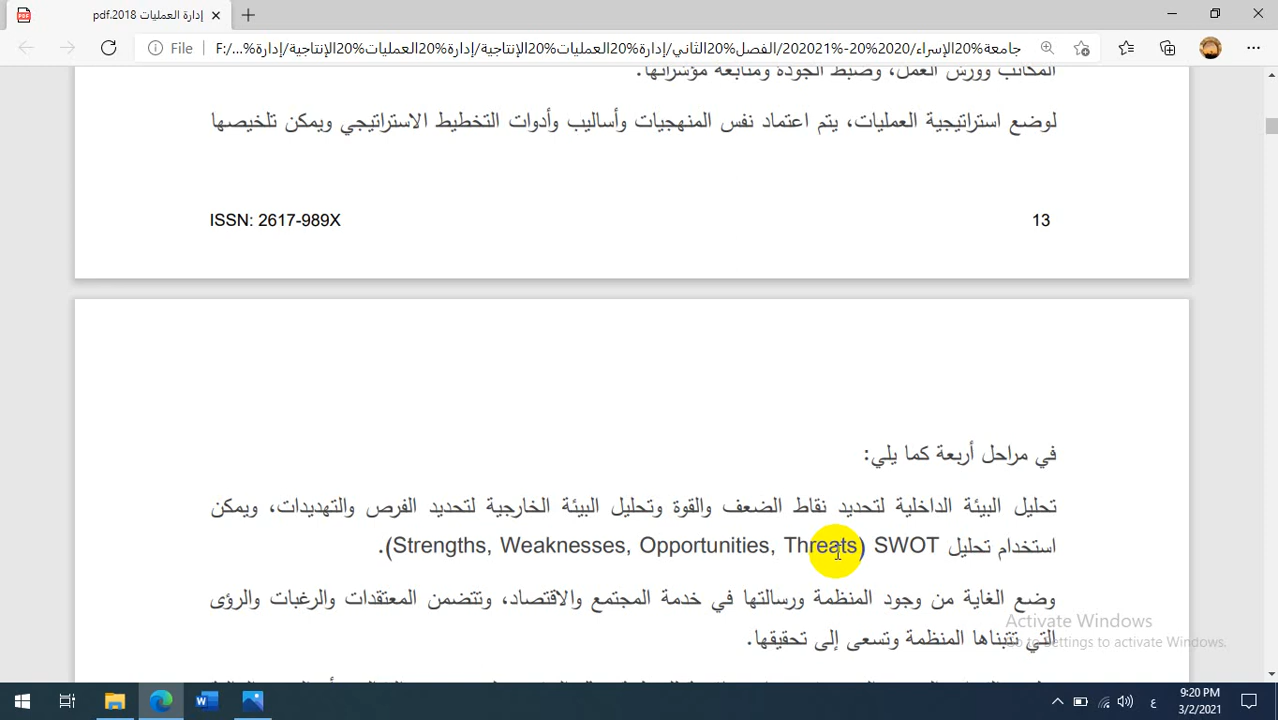 إدارة العمليات 2018.pdf
File
F:/...%20إدارة/إدارة%20العمليات%20الإنتاجية/إدارة%20العمليات%20الإنتاجية/الفصل%20الثاني/202021%20-%202020/جامعة%20الإسراء
المكاتب وورش العمل، وضبط الجودة ومتابعة مؤشراتها.
لوضع استراتيجية العمليات، يتم اعتماد نفس المنهجيات وأساليب وأدوات التخطيط الاستراتيجي ويمكن تلخيصها
ISSN: 2617-989X 13
في مراحل أربعة كما يلي:
تحليل البيئة الداخلية لتحديد نقاط الضعف والقوة وتحليل البيئة الخارجية لتحديد الفرص والتهديدات، ويمكن
استخدام تحليل SWOT (Strengths, Weaknesses, Opportunities, Threats).
وضع الغاية من وجود المنظمة ورسالتها في خدمة المجتمع والاقتصاد، وتتضمن المعتقدات والرغبات والرؤى
التي تتبناها المنظمة وتسعى إلى تحقيقها.
Activate Windows
Go to Settings to activate Windows.
ع
9:20 PM
3/2/2021